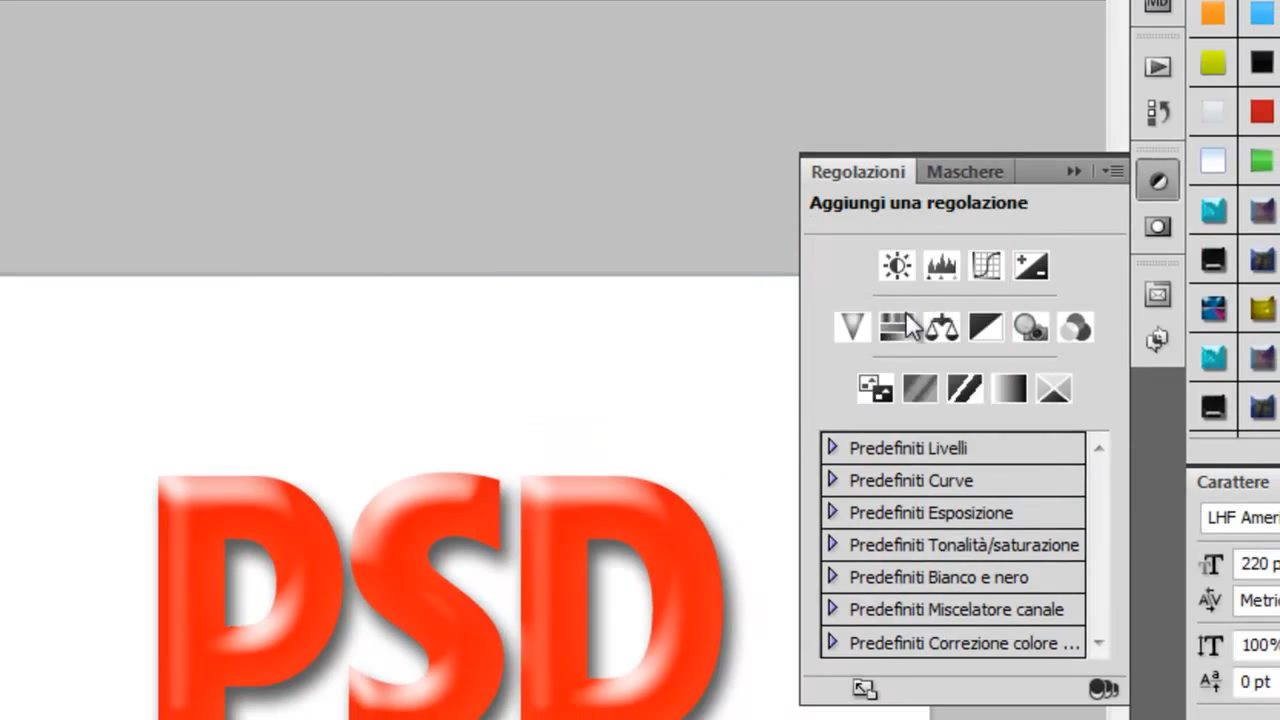 Regolazioni Maschere
Aggiungi una regolazione
Predefiniti Livelli
Predefiniti Curve
Predefiniti Esposizione
Predefiniti Tonalità/saturazione
Predefiniti Bianco e nero
Predefiniti Miscelatore canale
Predefiniti Correzione colore ...
PSD
Carattere
LHF Ameri
220 p
Metri
100%
0 pt